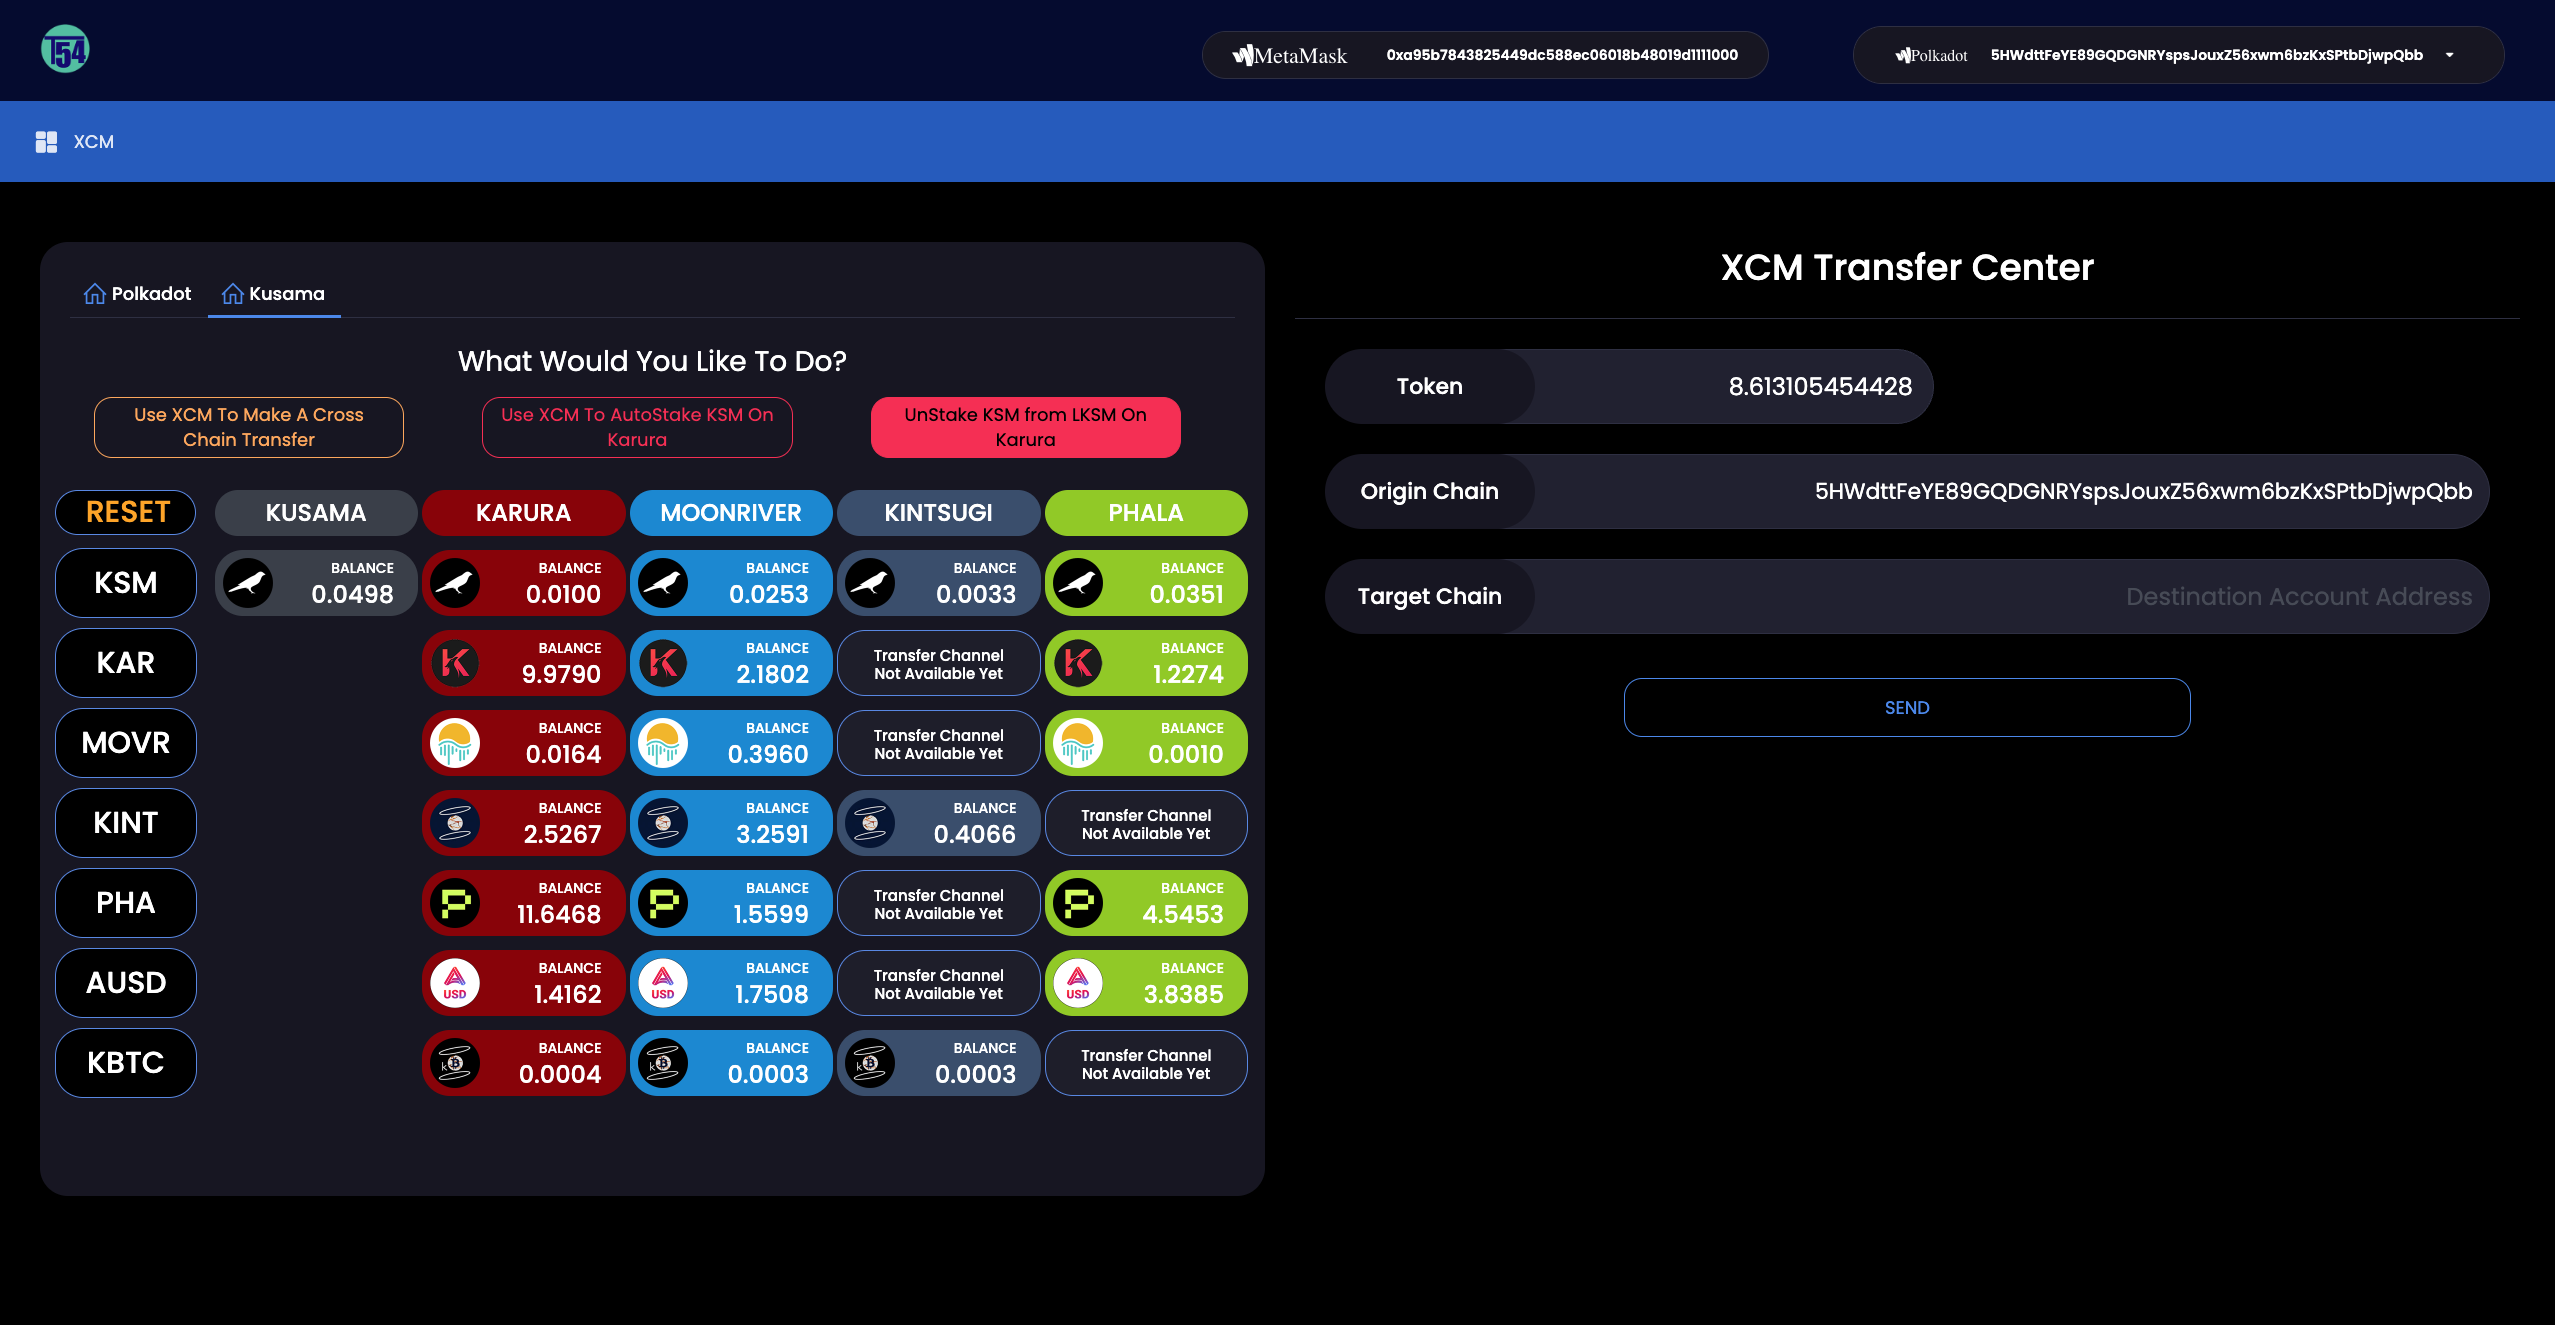 T54
MetaMask
0xa95b7843825449dc588ec06018b48019d1111000
Polkadot
5HWdttFeYE89GQDGNRYspsJouxZ56xwm6bzKxSPtbDjwpQbb
XCM
Polkadot
Kusama
What Would You Like To Do?
Use XCM To Make A Cross
Chain Transfer
Use XCM To AutoStake KSM On
Karura
UnStake KSM from LKSM On
Karura
RESET
KUSAMA
KARURA
MOONRIVER
KINTSUGI
PHALA
KSM
BALANCE
0.0498
BALANCE
0.0100
BALANCE
0.0253
BALANCE
0.0033
BALANCE
0.0351
KAR
BALANCE
9.9790
BALANCE
2.1802
Transfer Channel
Not Available Yet
BALANCE
1.2274
MOVR
BALANCE
0.0164
BALANCE
0.3960
Transfer Channel
Not Available Yet
BALANCE
0.0010
KINT
BALANCE
2.5267
BALANCE
3.2591
BALANCE
0.4066
Transfer Channel
Not Available Yet
PHA
BALANCE
11.6468
BALANCE
1.5599
Transfer Channel
Not Available Yet
BALANCE
4.5453
AUSD
USD
BALANCE
1.4162
USD
BALANCE
1.7508
Transfer Channel
Not Available Yet
USD
BALANCE
3.8385
KBTC
k
BALANCE
0.0004
k
BALANCE
0.0003
k
BALANCE
0.0003
Transfer Channel
Not Available Yet
XCM Transfer Center
Token
8.613105454428
Origin Chain
5HWdttFeYE89GQDGNRYspsJouxZ56xwm6bzKxSPtbDjwpQbb
Target Chain
Destination Account Address
SEND